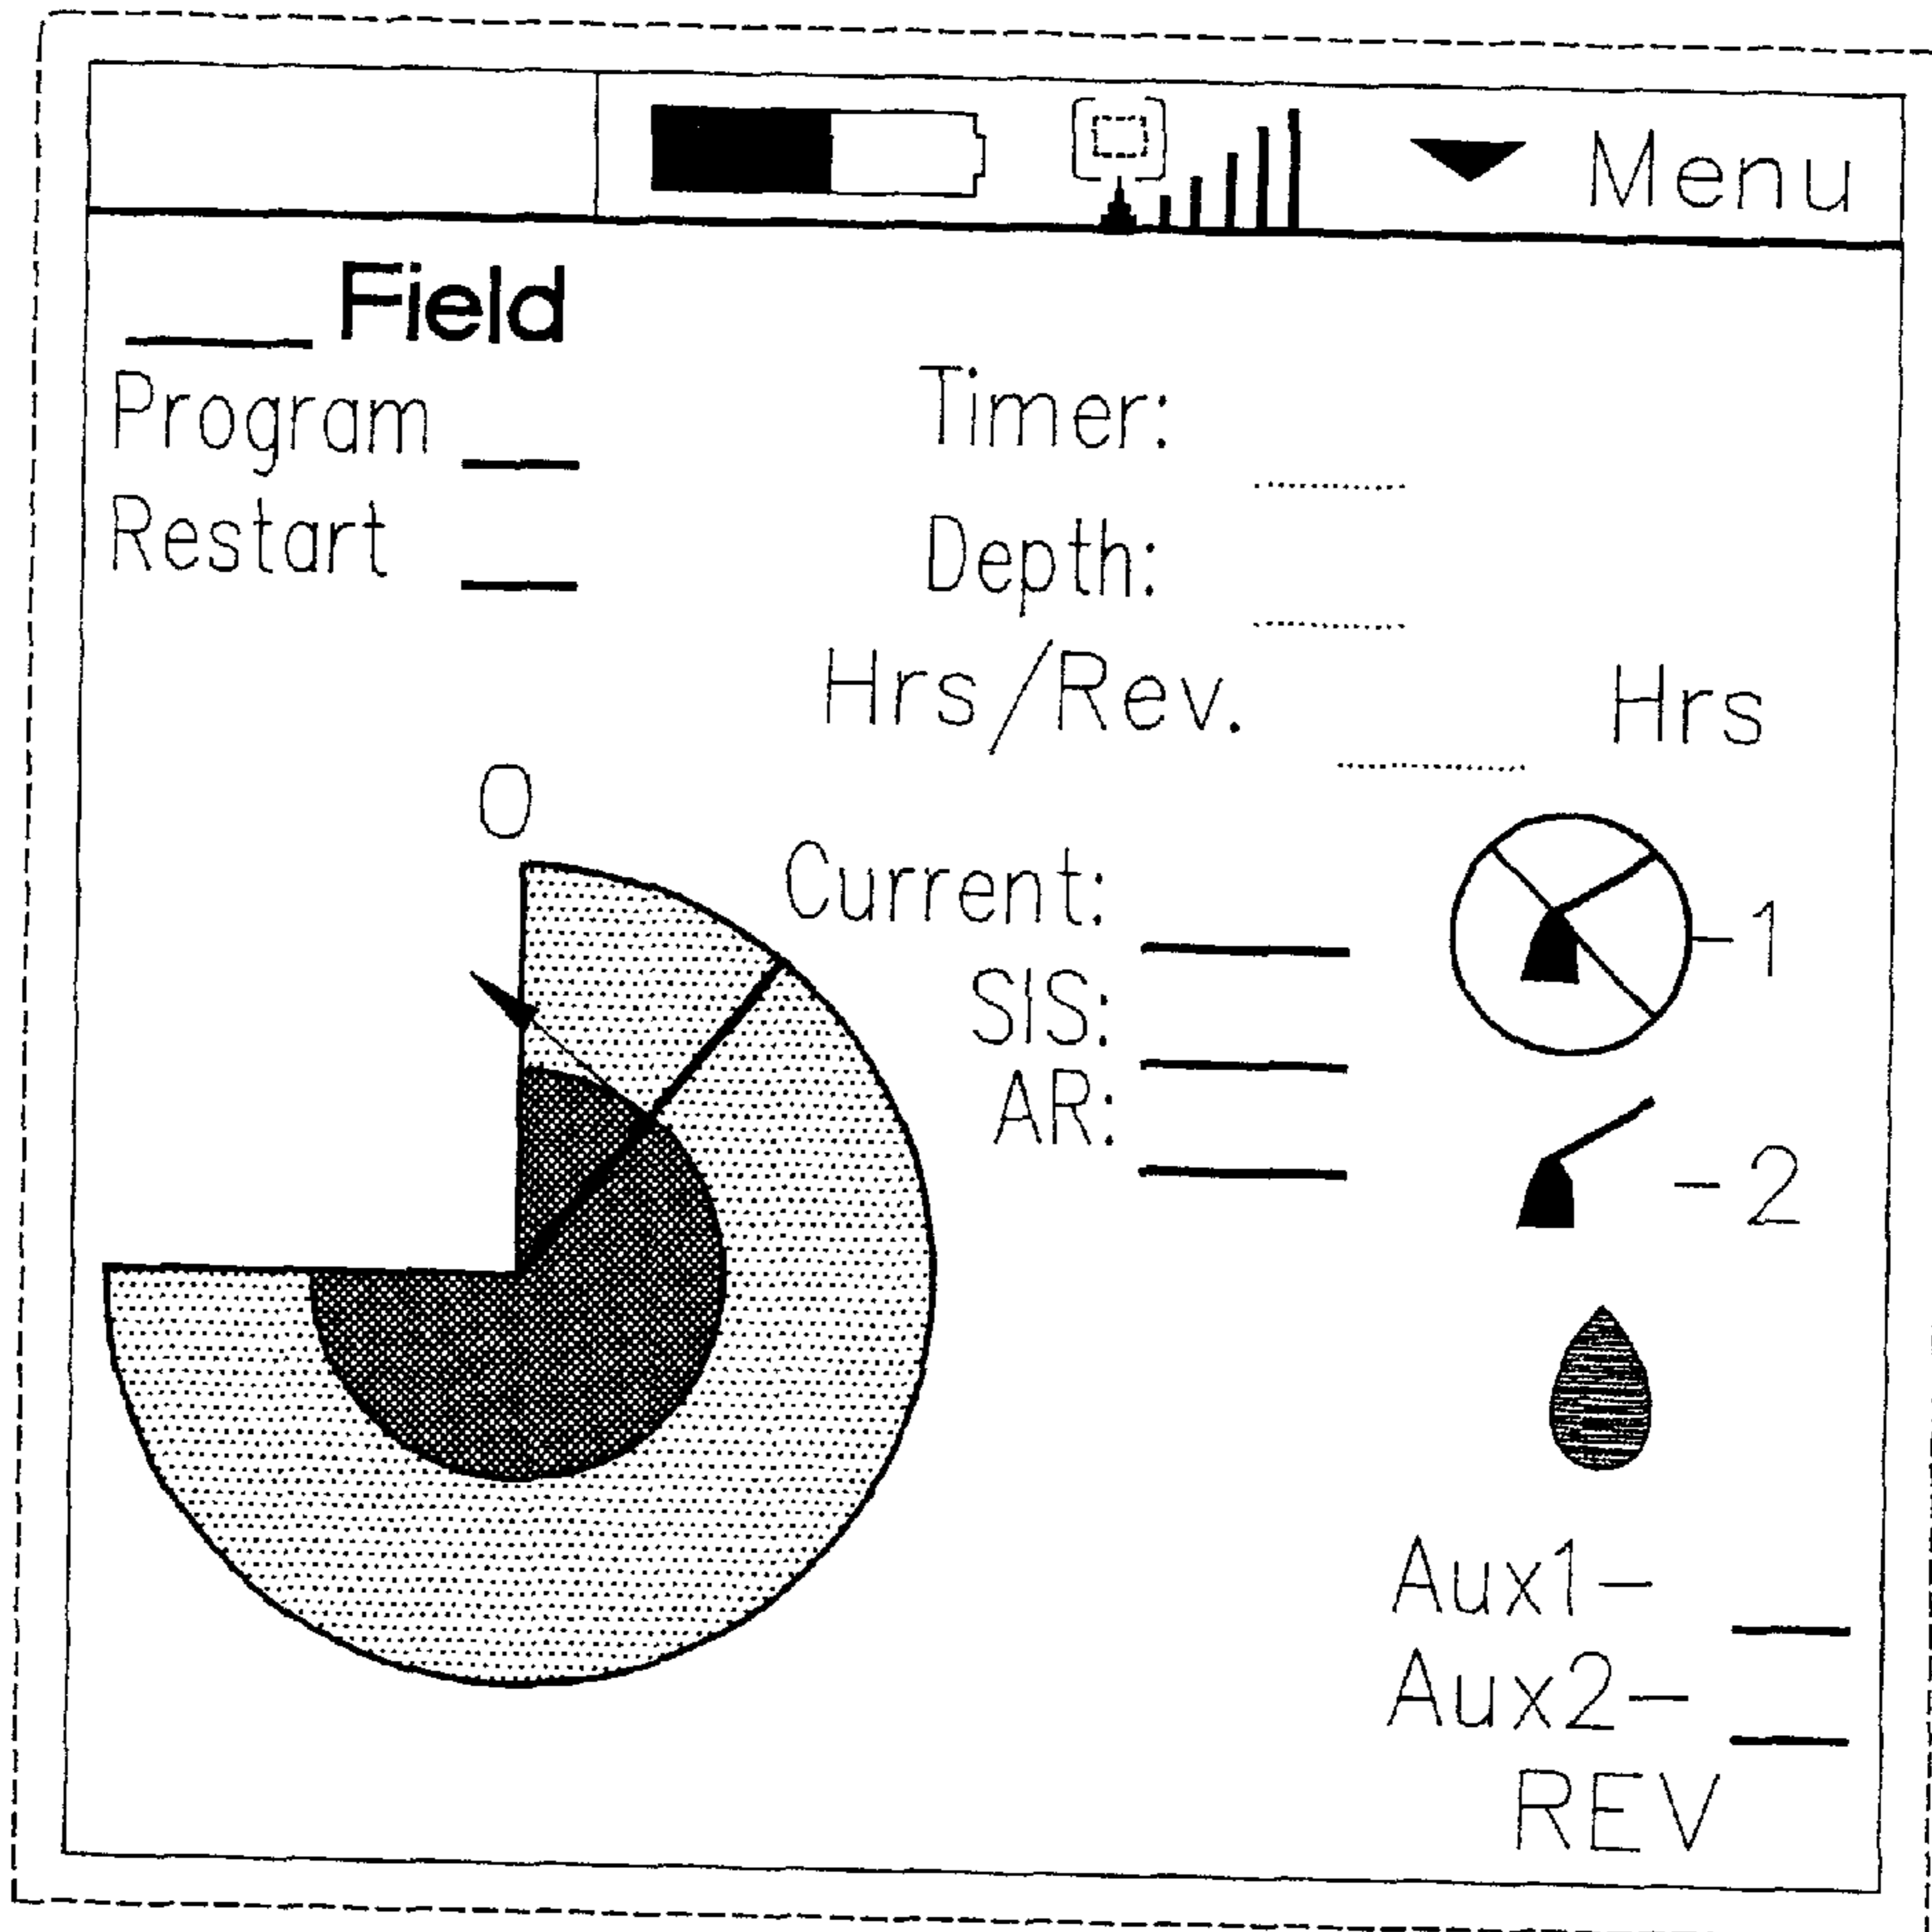 Menu
Field
Program
Restart
Timer:
Depth:
Hrs/Rev. Hrs
0
Current:
SIS:
AR:
-1
-2
Aux1-
Aux2-
REV